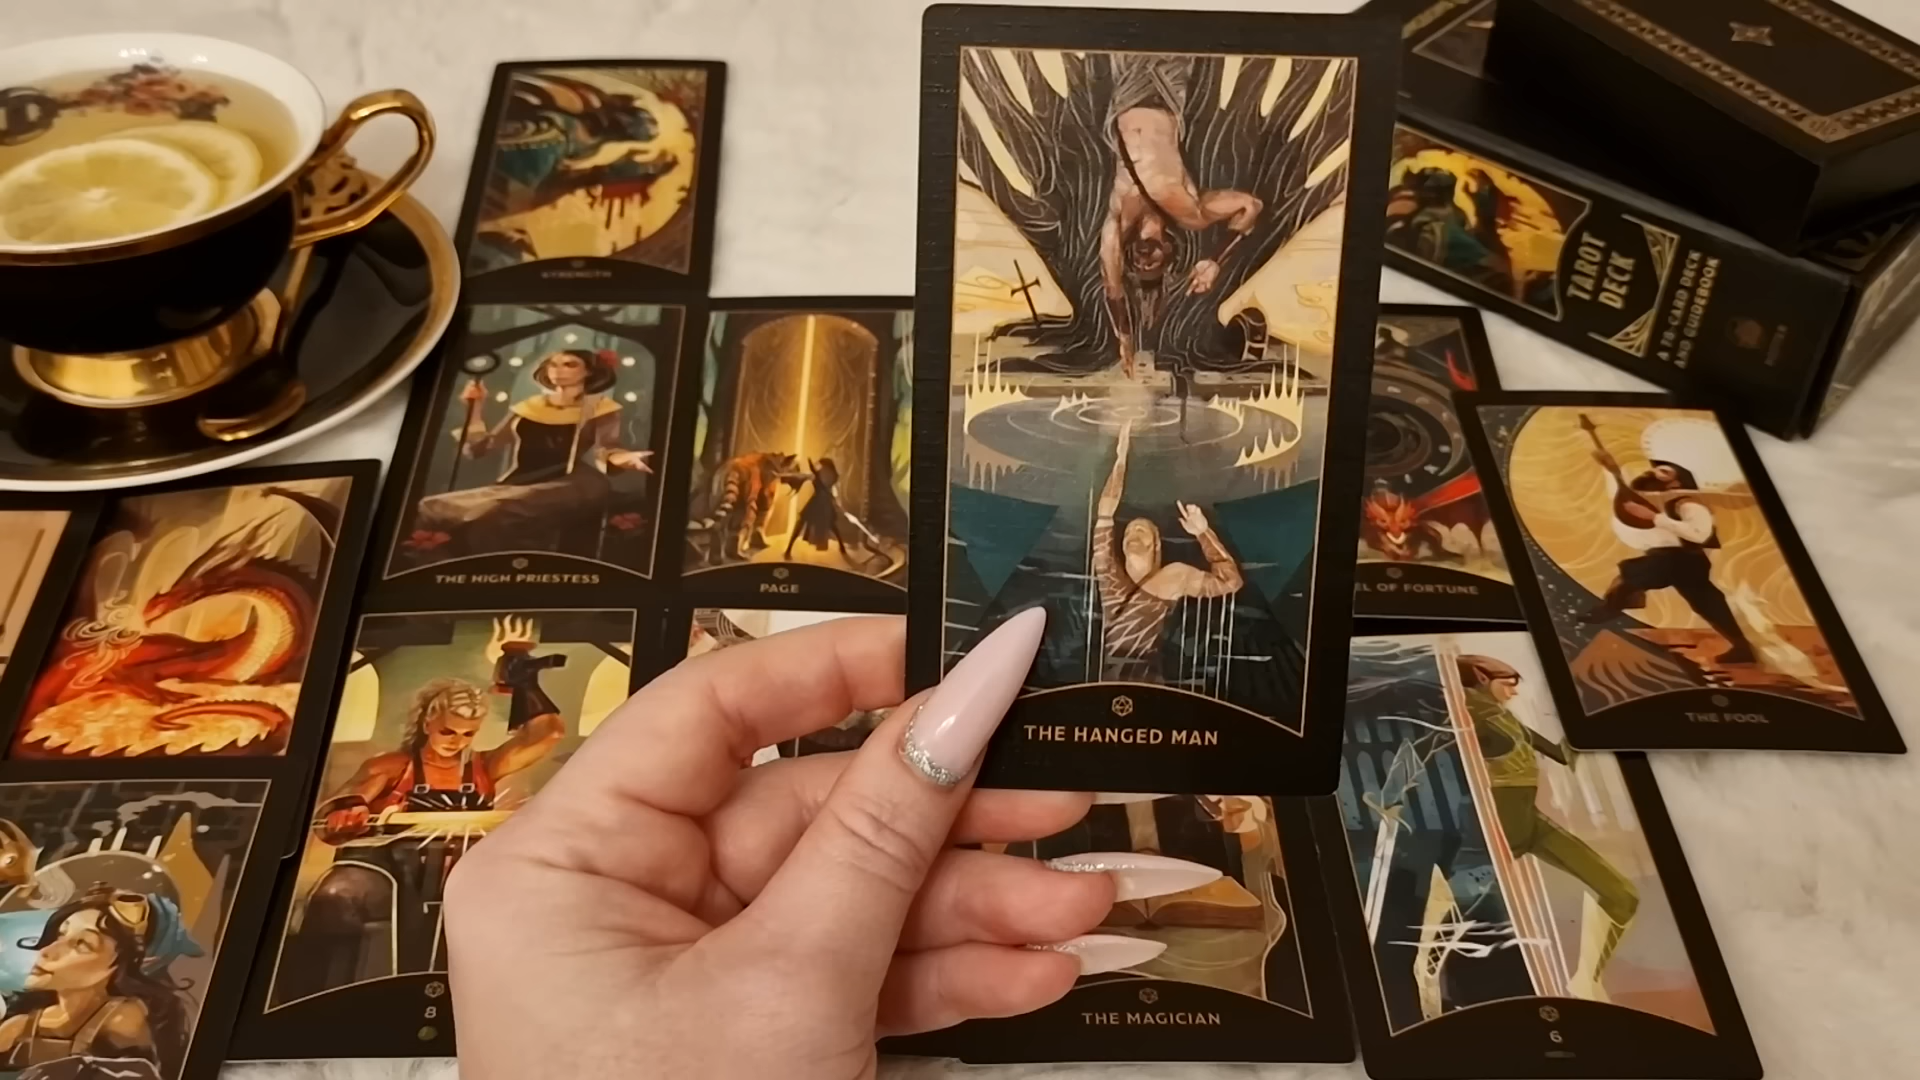 STRENGTH
TAROT
DECK
A 78-CARD DECK
AND GUIDEBOOK
THE HIGH PRIESTESS
PAGE
EL OF FORTUNE
THE FOOL
THE HANGED MAN
8
THE MAGICIAN
6